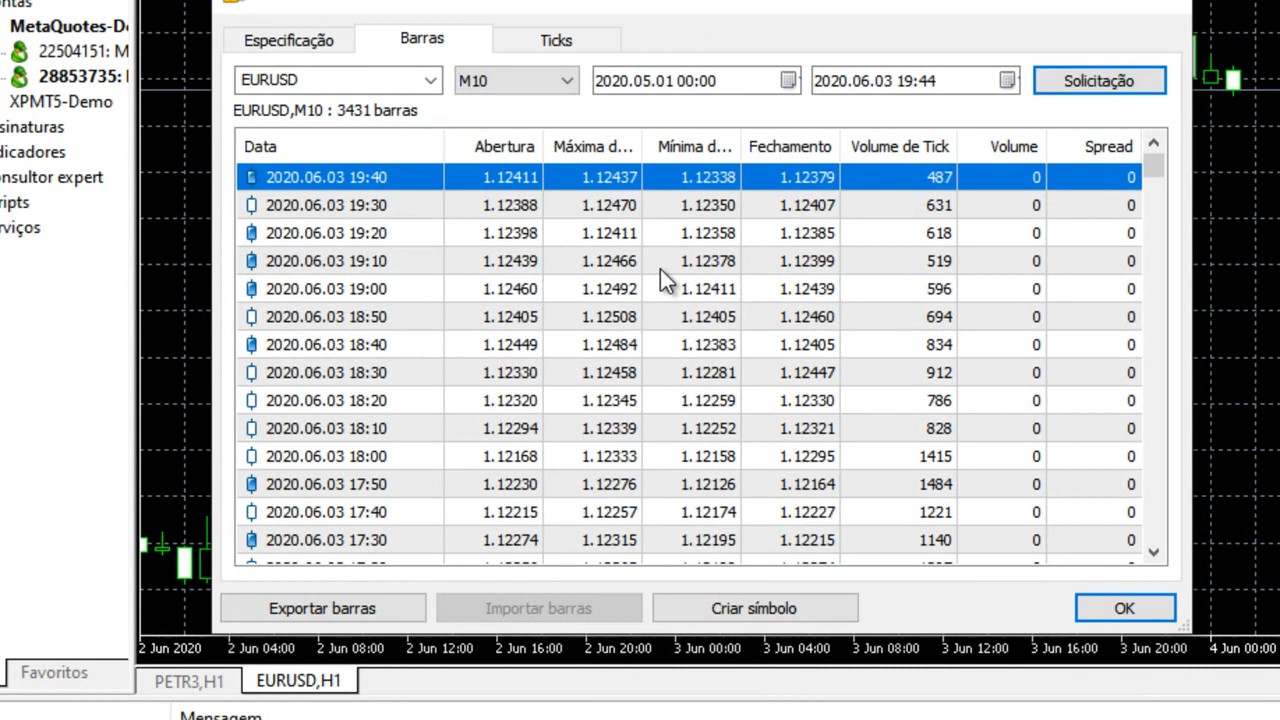 ntas
MetaQuotes-De
22504151: M
28853735:
XPMT5-Demo
sinaturas
dicadores
onsultor expert
ripts
rviços
Favoritos
Especificação Barras Ticks
EURUSD M10 2020.05.01 00:00 2020.06.03 19:44 Solicitação
EURUSD,M10 : 3431 barras
Data Abertura Máxima d... Mínima d... Fechamento Volume de Tick Volume Spread
2020.06.03 19:40 1.12411 1.12437 1.12338 1.12379 487 0 0
2020.06.03 19:30 1.12388 1.12470 1.12350 1.12407 631 0 0
2020.06.03 19:20 1.12398 1.12411 1.12358 1.12385 618 0 0
2020.06.03 19:10 1.12439 1.12466 1.12378 1.12399 519 0 0
2020.06.03 19:00 1.12460 1.12492 1.12411 1.12439 596 0 0
2020.06.03 18:50 1.12405 1.12508 1.12405 1.12460 694 0 0
2020.06.03 18:40 1.12449 1.12484 1.12383 1.12405 834 0 0
2020.06.03 18:30 1.12330 1.12458 1.12281 1.12447 912 0 0
2020.06.03 18:20 1.12320 1.12345 1.12259 1.12330 786 0 0
2020.06.03 18:10 1.12294 1.12339 1.12252 1.12321 828 0 0
2020.06.03 18:00 1.12168 1.12333 1.12158 1.12295 1415 0 0
2020.06.03 17:50 1.12230 1.12276 1.12126 1.12164 1484 0 0
2020.06.03 17:40 1.12215 1.12257 1.12174 1.12227 1221 0 0
2020.06.03 17:30 1.12274 1.12315 1.12195 1.12215 1140 0 0
Exportar barras Importar barras Criar símbolo OK
2 Jun 2020 2 Jun 04:00 2 Jun 08:00 2 Jun 12:00 2 Jun 16:00 2 Jun 20:00 3 Jun 00:00 3 Jun 04:00 3 Jun 08:00 3 Jun 12:00 3 Jun 16:00 3 Jun 20:00 4 Jun 00:00
PETR3,H1 EURUSD,H1
Mensagem